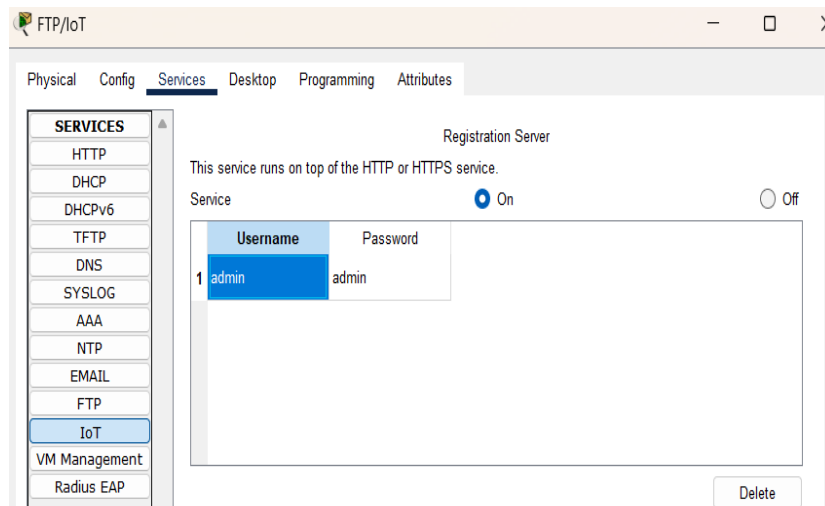 FTP/IoT
Physical Config Services Desktop Programming Attributes
SERVICES
HTTP
DHCP
DHCPv6
TFTP
DNS
SYSLOG
AAA
NTP
EMAIL
FTP
IoT
VM Management
Radius EAP
Registration Server
This service runs on top of the HTTP or HTTPS service.
Service On Off
Username Password
1 admin admin
Delete